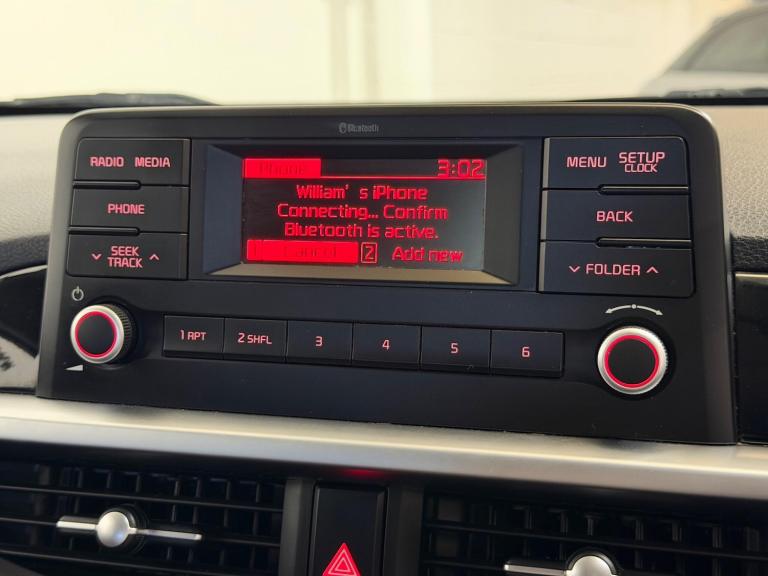 Bluetooth
RADIO MEDIA
PHONE
SEEK
TRACK
Phone 3:02
William's iPhone
Connecting... Confirm
Bluetooth is active.
Cancel 2 Add new
MENU SETUP
CLOCK
BACK
FOLDER
1 RPT 2 SHFL 3 4 5 6